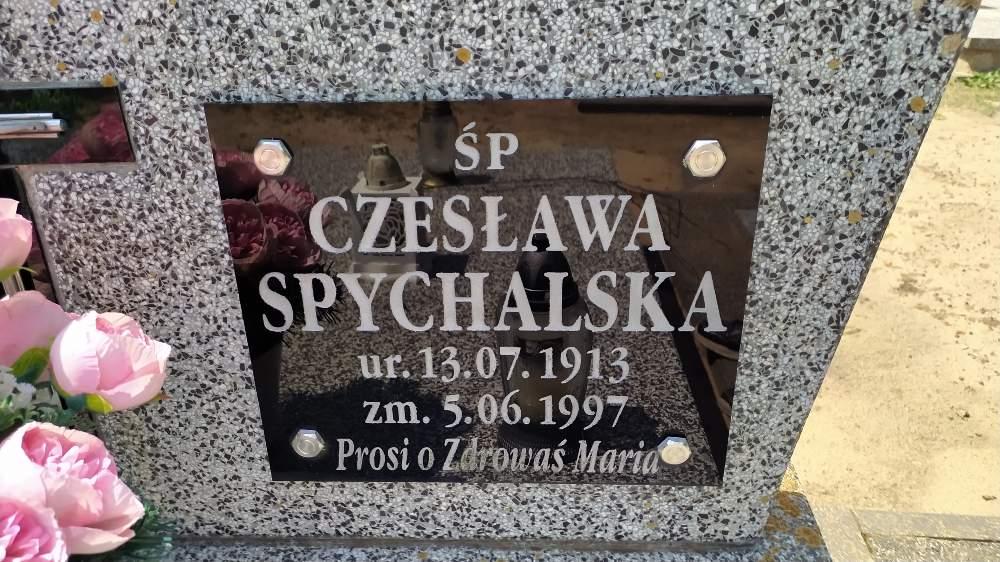 ŚP
CZESŁAWA
SPYCHALSKA
ur. 13.07.1913
zm. 5.06.1997
Prosi o Zdrowaś Maria